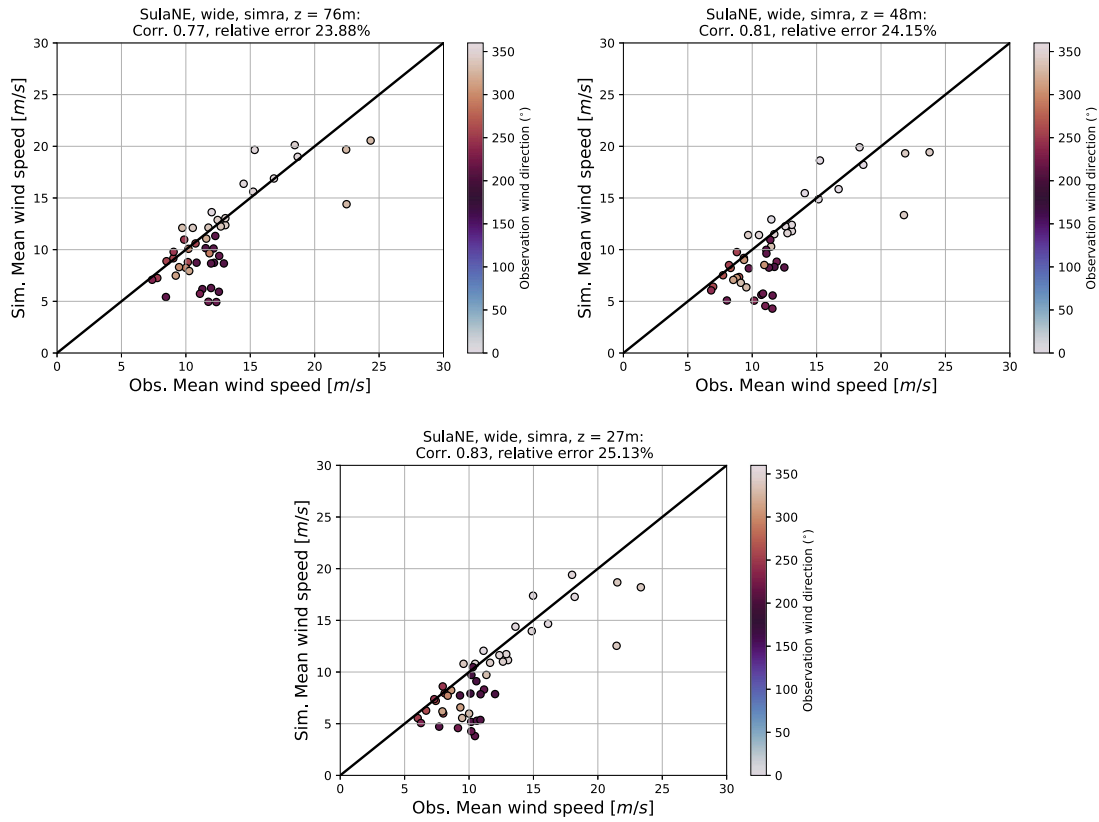 SulaNE, wide, simra, z = 76m:
Corr. 0.77, relative error 23.88%
30
25
20
15
10
5
0
Sim. Mean wind speed [m/s]
0 5 10 15 20 25 30
Obs. Mean wind speed [m/s]
350
300
250
200
150
100
50
0
Observation wind direction (°)
SulaNE, wide, simra, z = 48m:
Corr. 0.81, relative error 24.15%
30
25
20
15
10
5
0
Sim. Mean wind speed [m/s]
0 5 10 15 20 25 30
Obs. Mean wind speed [m/s]
350
300
250
200
150
100
50
0
Observation wind direction (°)
SulaNE, wide, simra, z = 27m:
Corr. 0.83, relative error 25.13%
30
25
20
15
10
5
0
Sim. Mean wind speed [m/s]
0 5 10 15 20 25 30
Obs. Mean wind speed [m/s]
350
300
250
200
150
100
50
0
Observation wind direction (°)